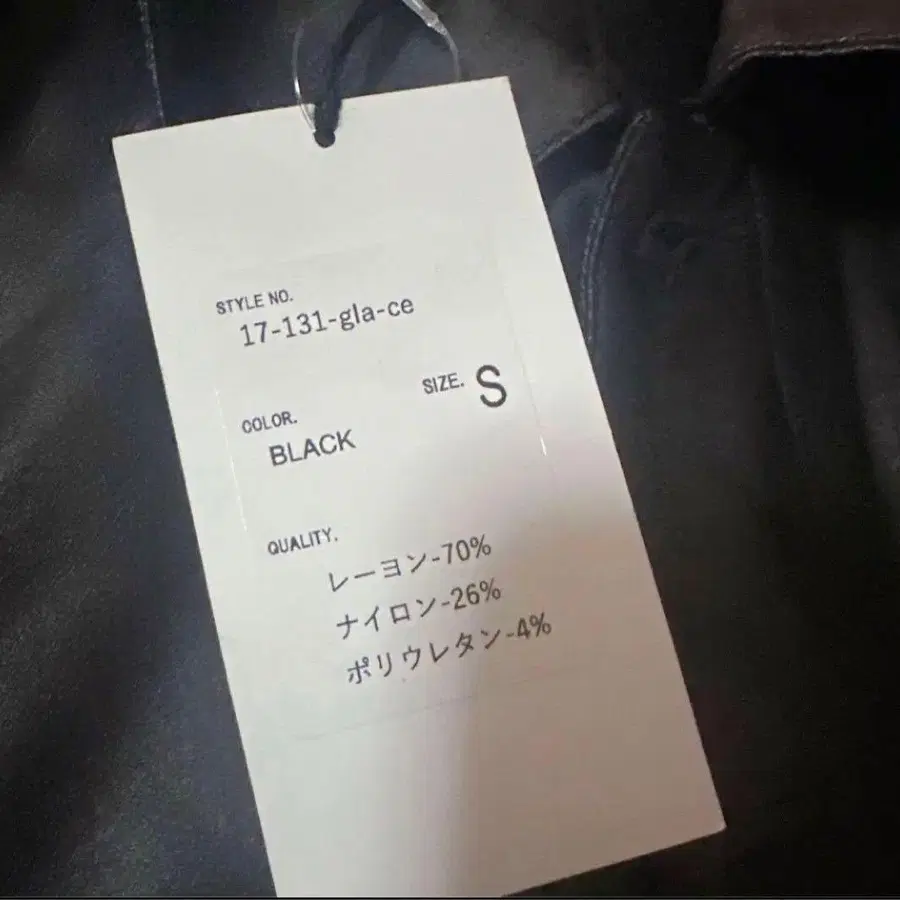 STYLE NO.
17-131-gla-ce
SIZE. S
COLOR.
BLACK
QUALITY.
レーヨン-70%
ナイロン-26%
ポリウレタン-4%